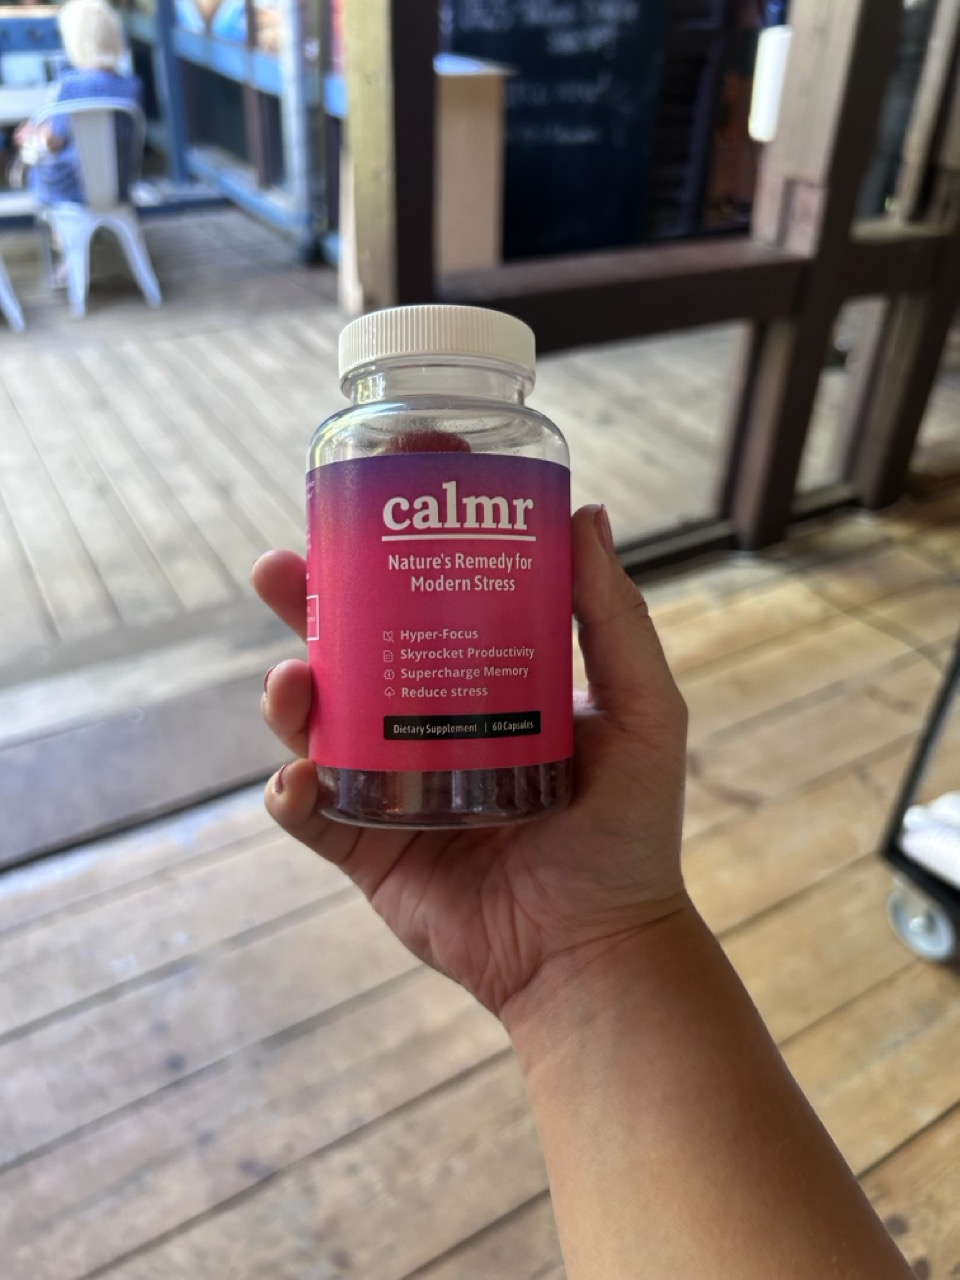 calmr
Nature's Remedy for
Modern Stress
Hyper-Focus
Skyrocket Productivity
Supercharge Memory
Reduce stress
Dietary Supplement | 60 Capsules